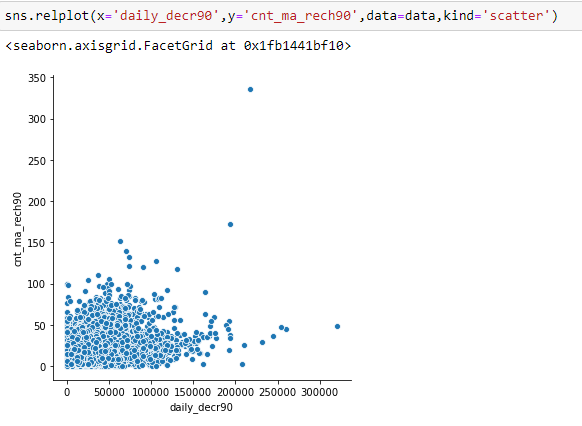 sns.relplot(x='daily_decr90',y='cnt_ma_rech90',data=data,kind='scatter')
<seaborn.axisgrid.FacetGrid at 0x1fb1441bf10>
350
300
250
200
150
100
50
0
cnt_ma_rech90
0 50000 100000 150000 200000 250000 300000
daily_decr90